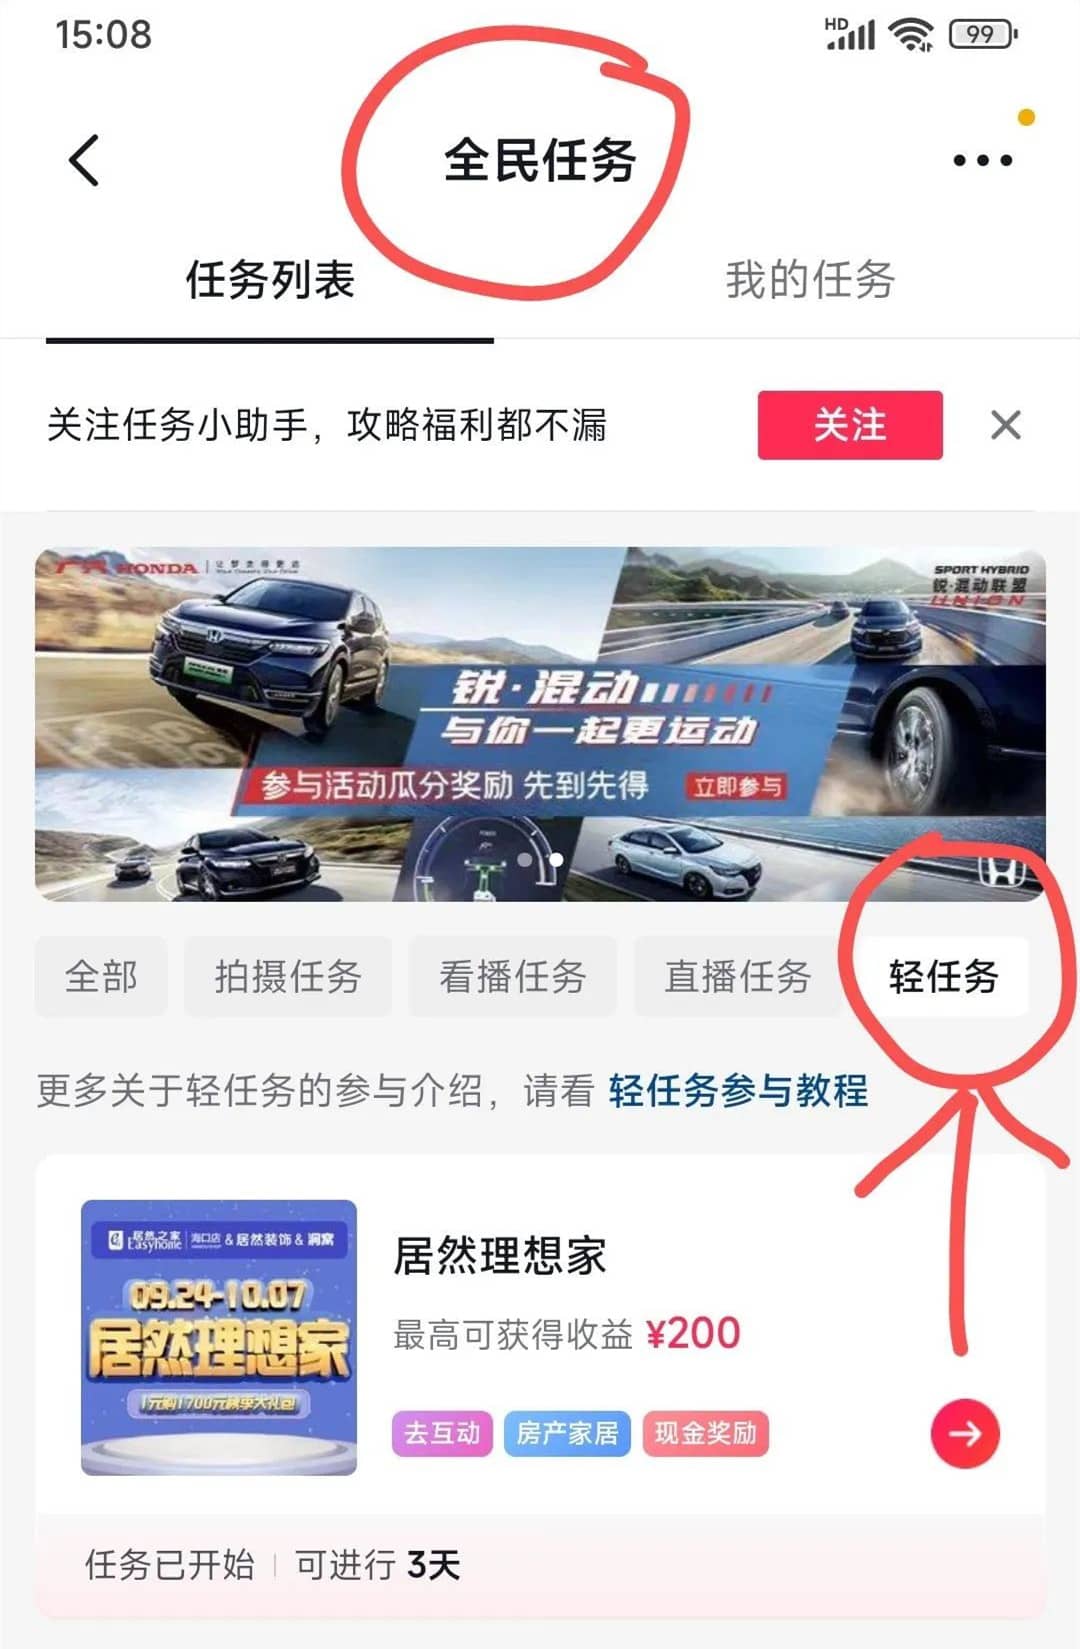 15:08
HD
99
全民任务
任务列表
我的任务
关注任务小助手，攻略福利都不漏
关注
HONDA
让梦走得更远
SPORT HYBRID
锐·混动联盟
UNION
锐·混动
与你一起更运动
参与活动瓜分奖励 先到先得
立即参与
全部
拍摄任务
看播任务
直播任务
轻任务
更多关于轻任务的参与介绍，请看 轻任务参与教程
居然之家
Easyhome
海口店
&居然装饰&洞窝
09.24-10.07
居然理想家
1元购1700元秋季大礼包
居然理想家
最高可获得收益 ¥200
去互动
房产家居
现金奖励
任务已开始
可进行 3天